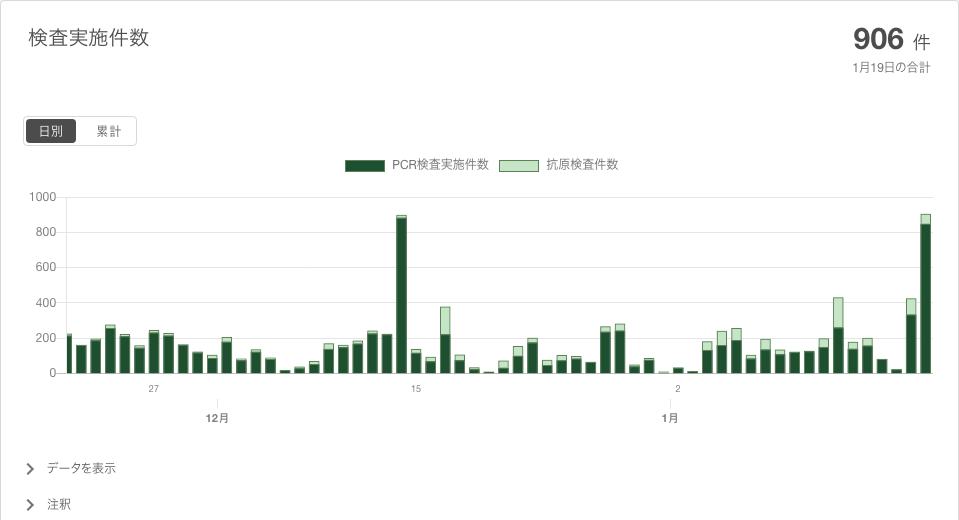 検査実施件数
906 件
1月19日の合計
日別 累計
PCR検査実施件数 抗原検査件数
1000
800
600
400
200
0
27 15 2
12月 1月
データを表示
注釈